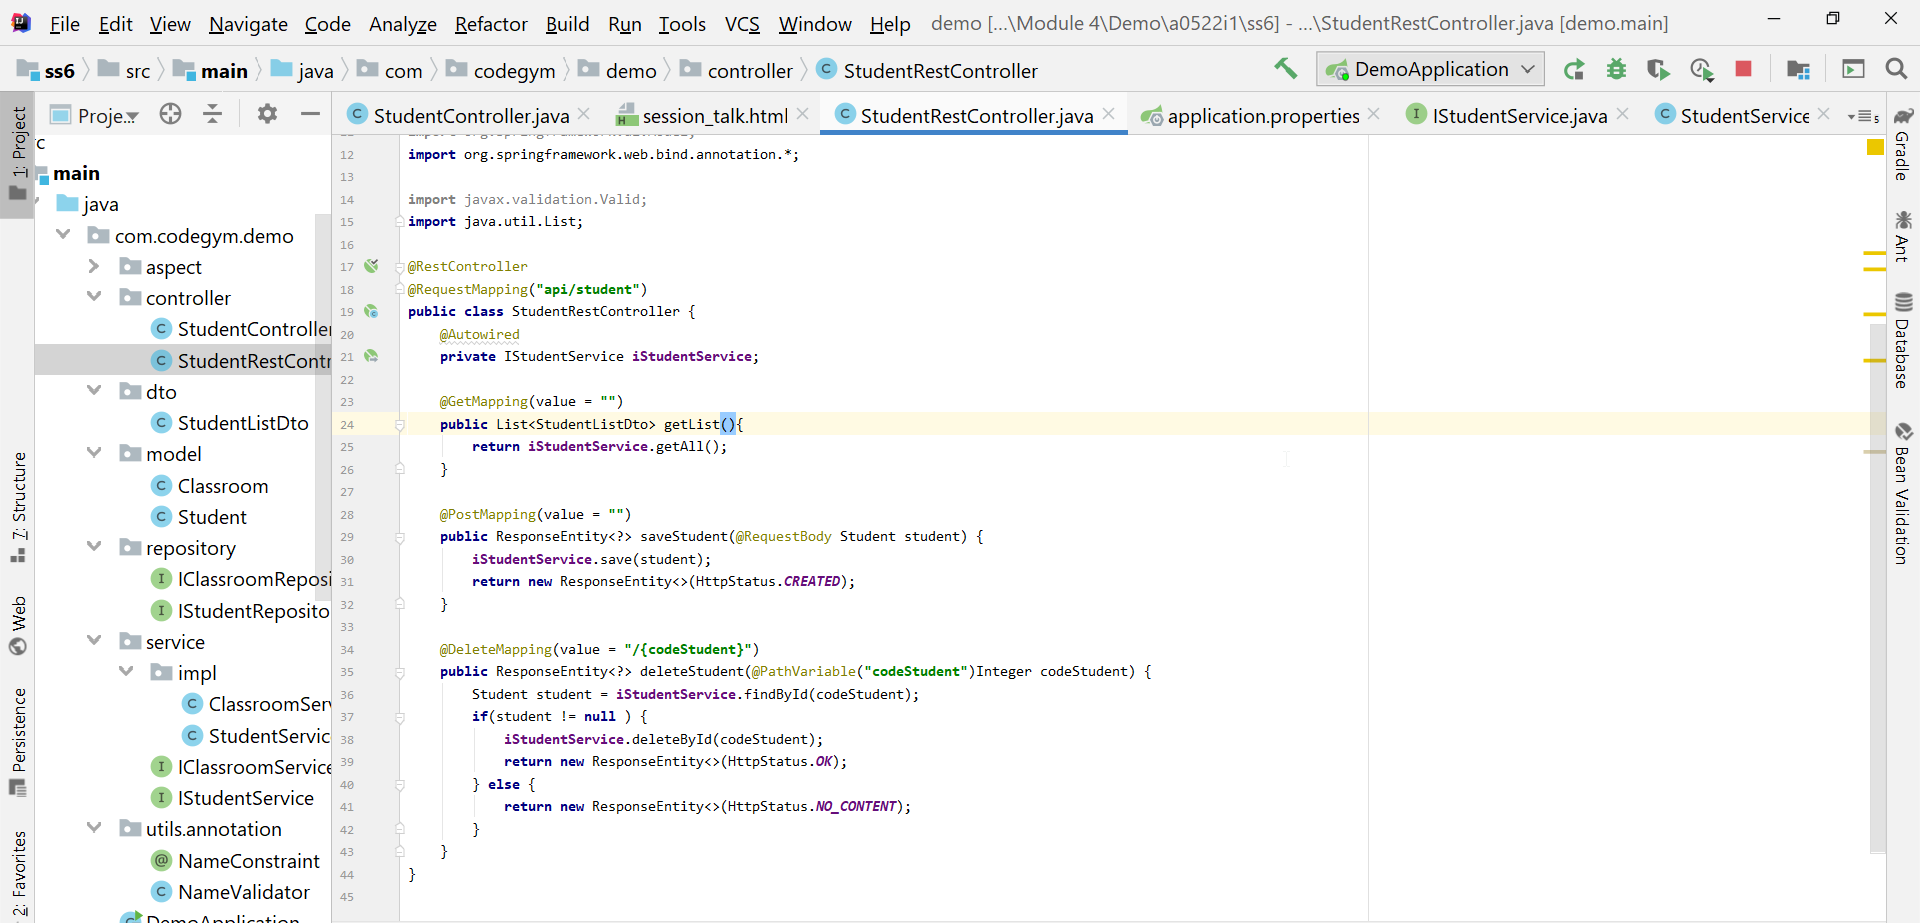 File Edit View Navigate Code Analyze Refactor Build Run Tools VCS Window Help demo [...\Module 4\Demo\a0522i1\ss6] - ...\StudentRestController.java [demo.main]
ss6 src main java com codegym demo controller StudentRestController DemoApplication
Proje... StudentController.java session_talk.html StudentRestController.java application.properties IStudentService.java StudentService 5
1: Project
7: Structure
Web
Persistence
2: Favorites
main
java
com.codegym.demo
aspect
controller
StudentController
StudentRestContr
dto
StudentListDto
model
Classroom
Student
repository
IClassroomReposi
IStudentReposito
service
impl
ClassroomServ
StudentServic
IClassroomService
IStudentService
utils.annotation
NameConstraint
NameValidator
DemoApplication
12 import org.springframework.web.bind.annotation.*;
13
14 import javax.validation.Valid;
15 import java.util.List;
16
17 @RestController
18 @RequestMapping("api/student")
19 public class StudentRestController {
20 @Autowired
21 private IStudentService iStudentService;
22
23 @GetMapping(value = "")
24 public List<StudentListDto> getList(){
25 return iStudentService.getAll();
26 }
27
28 @PostMapping(value = "")
29 public ResponseEntity<?> saveStudent(@RequestBody Student student) {
30 iStudentService.save(student);
31 return new ResponseEntity<>(HttpStatus.CREATED);
32 }
33
34 @DeleteMapping(value = "/{codeStudent}")
35 public ResponseEntity<?> deleteStudent(@PathVariable("codeStudent")Integer codeStudent) {
36 Student student = iStudentService.findById(codeStudent);
37 if(student != null ) {
38 iStudentService.deleteById(codeStudent);
39 return new ResponseEntity<>(HttpStatus.OK);
40 } else {
41 return new ResponseEntity<>(HttpStatus.NO_CONTENT);
42 }
43 }
44 }
45
Gradle
Ant
Database
Bean Validation